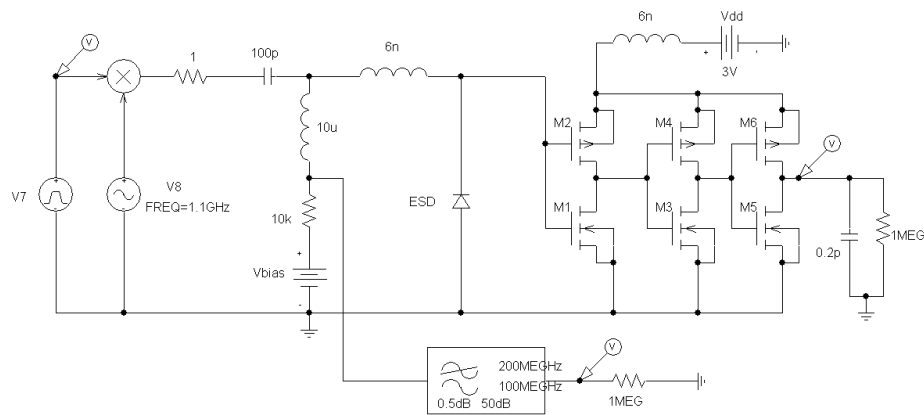 V
1
100p
6n
6n
Vdd
+
-
3V
M2
M4
M6
V
10u
V7
+
-
V8
FREQ=1.1GHz
+
-
10k
ESD
M1
M3
M5
0.2p
1MEG
+
Vbias
-
V
200MEGHz
100MEGHz
0.5dB 50dB
1MEG